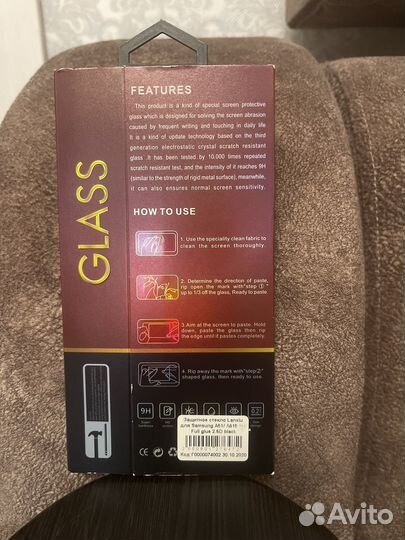 FEATURES
This product is a kind of special screen protective
glass which is designed for solving the screen abrasion
caused by frequent writing and touching in daily life
It is a kind of update technology based on the third
generation electrostatic crystal scratch resistant
glass .It has been tested by 10.000 times repeated
scratch resistant test, and the intensity of it reaches 9H
(similar to the strength of rigid metal surface), meanwhile,
it can also ensures normal screen sensitivity.
GLASS
HOW TO USE
1. Use the speciality clean fabric to
clean the screen thoroughly.
2. Determine the direction of paste,
rip open the mark with"step ①"
up to 1/3 off the glass, Ready to paste
3.Aim at the screen to paste. Hold
down, paste the glass then rip
the edge until it pastes completely.
4. Rip away the mark with"step②"
shaped glass, then ready to use.
9H
Защитное стекло
для Samsung
Full glue 2.5D black
Код: Г0000074002 30.10.2020
CE
Avito